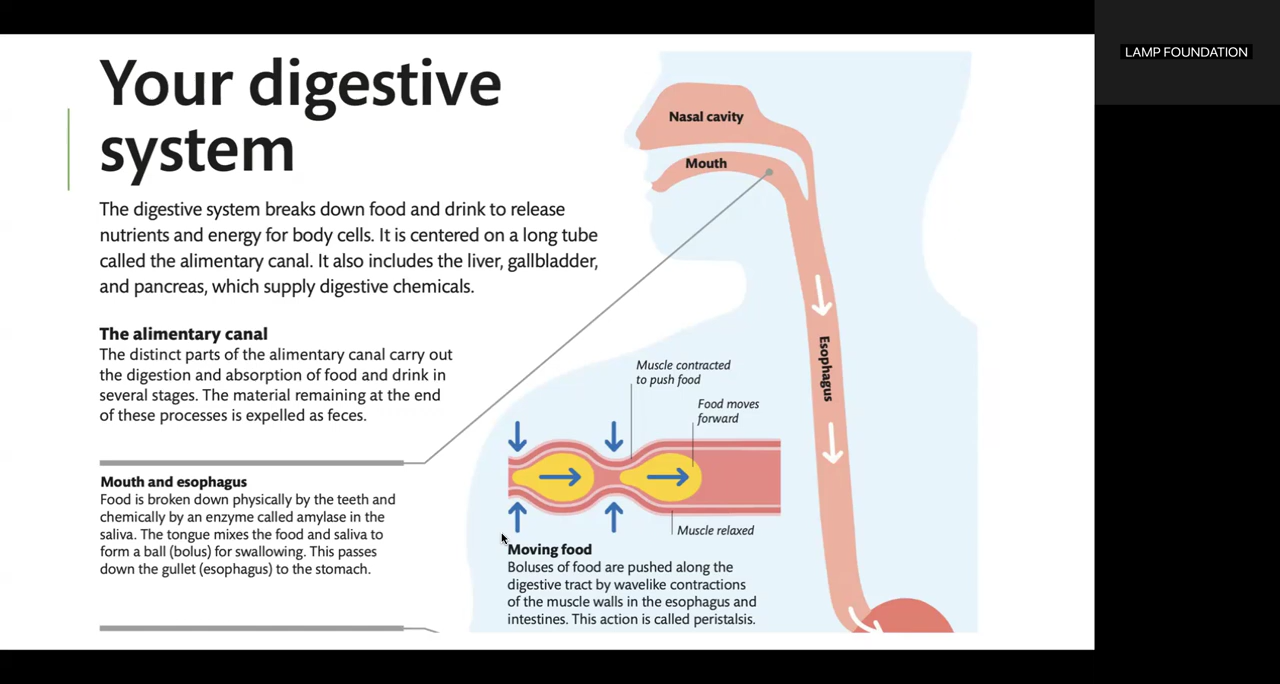 Your digestive
system
The digestive system breaks down food and drink to release
nutrients and energy for body cells. It is centered on a long tube
called the alimentary canal. It also includes the liver, gallbladder,
and pancreas, which supply digestive chemicals.
The alimentary canal
The distinct parts of the alimentary canal carry out
the digestion and absorption of food and drink in
several stages. The material remaining at the end
of these processes is expelled as feces.
Mouth and esophagus
Food is broken down physically by the teeth and
chemically by an enzyme called amylase in the
saliva. The tongue mixes the food and saliva to
form a ball (bolus) for swallowing. This passes
down the gullet (esophagus) to the stomach.
Nasal cavity
Mouth
Esophagus
Muscle contracted
to push food
Food moves
forward
Muscle relaxed
Moving food
Boluses of food are pushed along the
digestive tract by wavelike contractions
of the muscle walls in the esophagus and
intestines. This action is called peristalsis.
LAMP FOUNDATION